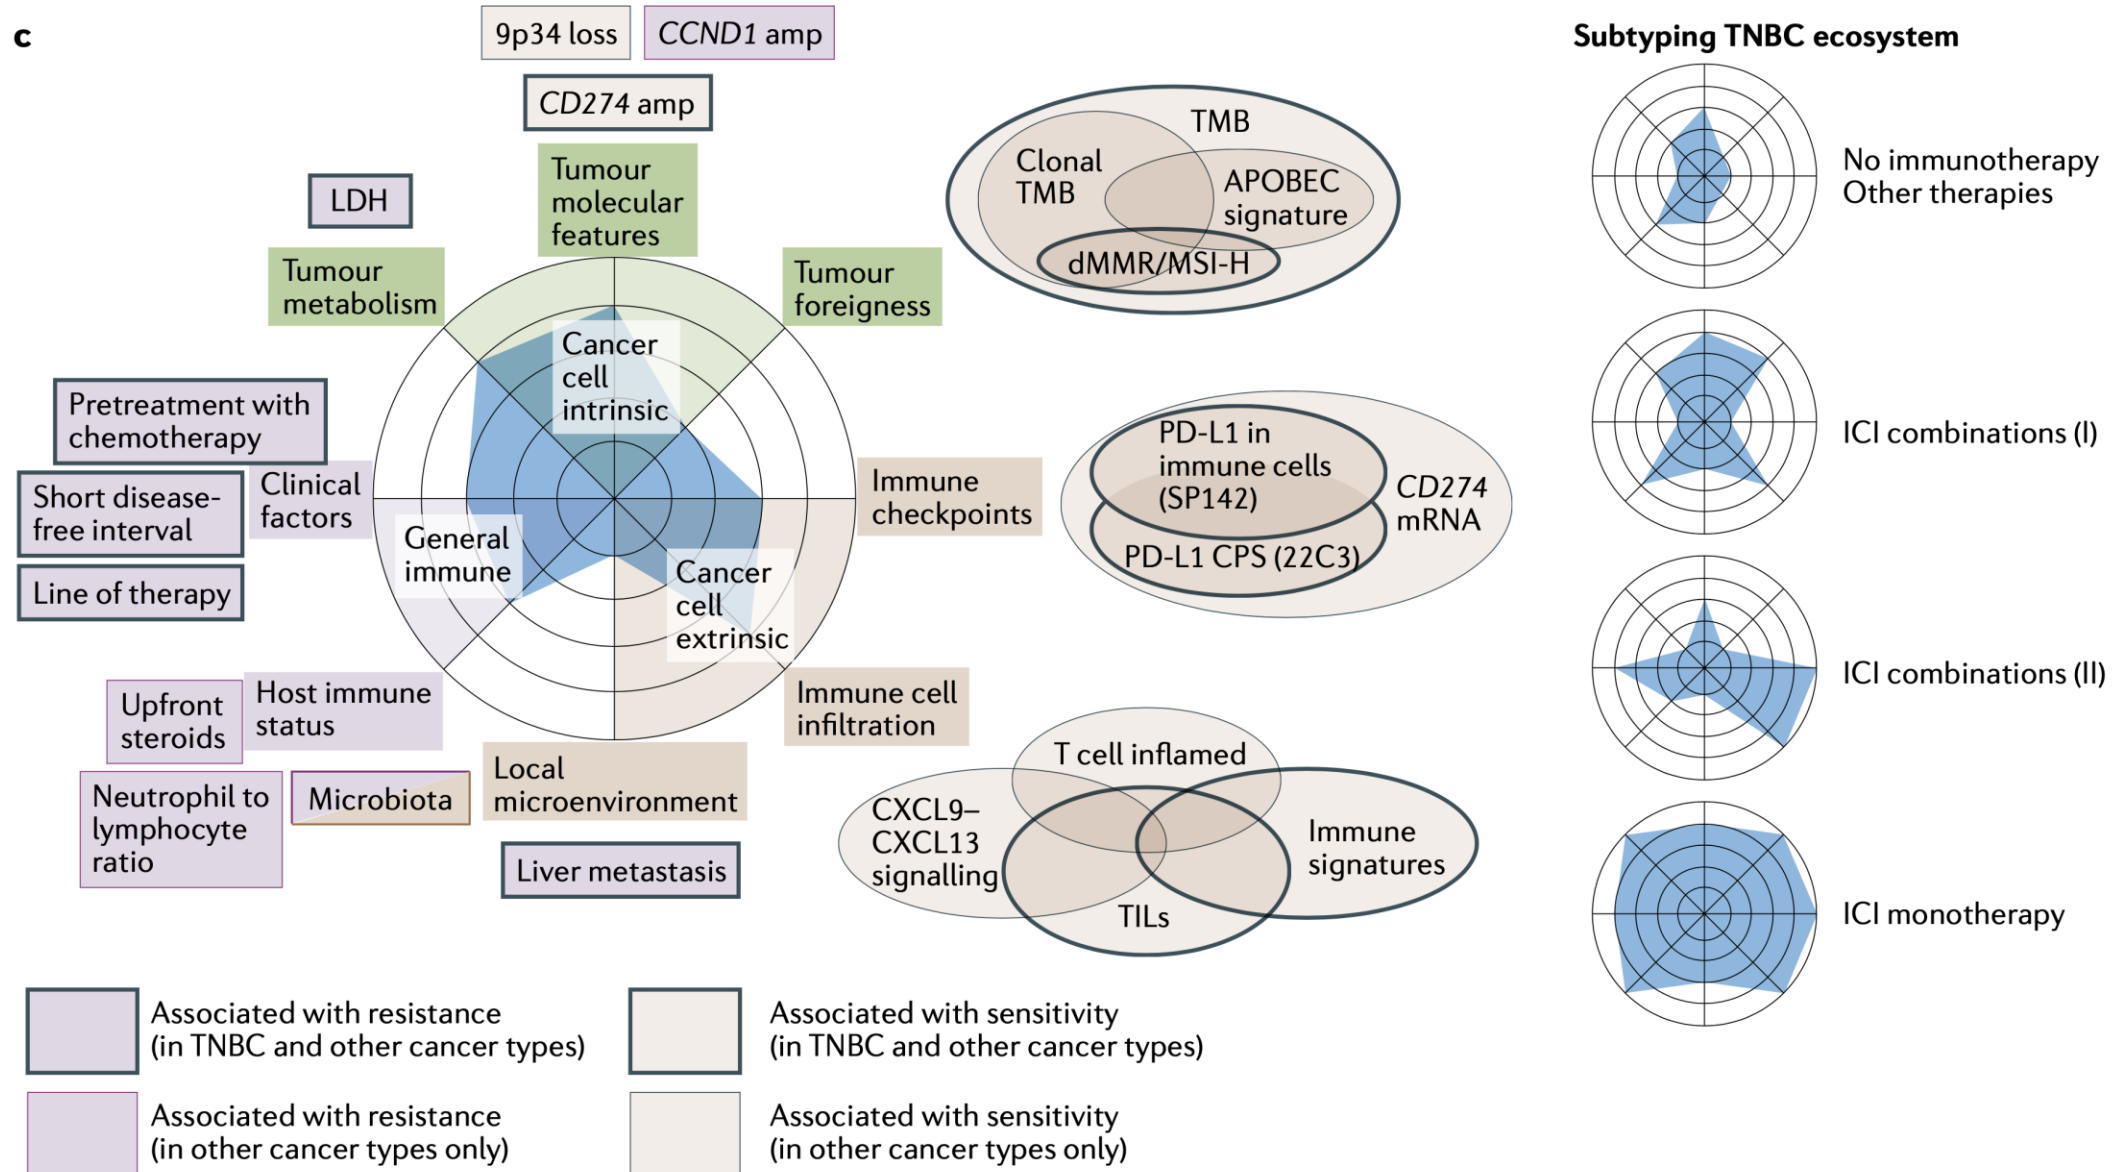 c
9p34 loss
CCND1 amp
CD274 amp
LDH
Tumour
molecular
features
Tumour
metabolism
Tumour
foreigness
Cancer
cell
intrinsic
Pretreatment with
chemotherapy
Short disease-
free interval
Line of therapy
Clinical
factors
General
immune
Cancer
cell
extrinsic
Immune
checkpoints
Upfront
steroids
Host immune
status
Immune cell
infiltration
Neutrophil to
lymphocyte
ratio
Microbiota
Local
microenvironment
Liver metastasis
TMB
Clonal
TMB
APOBEC
signature
dMMR/MSI-H
PD-L1 in
immune cells
(SP142)
CD274
mRNA
PD-L1 CPS (22C3)
T cell inflamed
CXCL9–
CXCL13
signalling
Immune
signatures
TILs
Subtyping TNBC ecosystem
No immunotherapy
Other therapies
ICI combinations (I)
ICI combinations (II)
ICI monotherapy
Associated with resistance
(in TNBC and other cancer types)
Associated with sensitivity
(in TNBC and other cancer types)
Associated with resistance
(in other cancer types only)
Associated with sensitivity
(in other cancer types only)